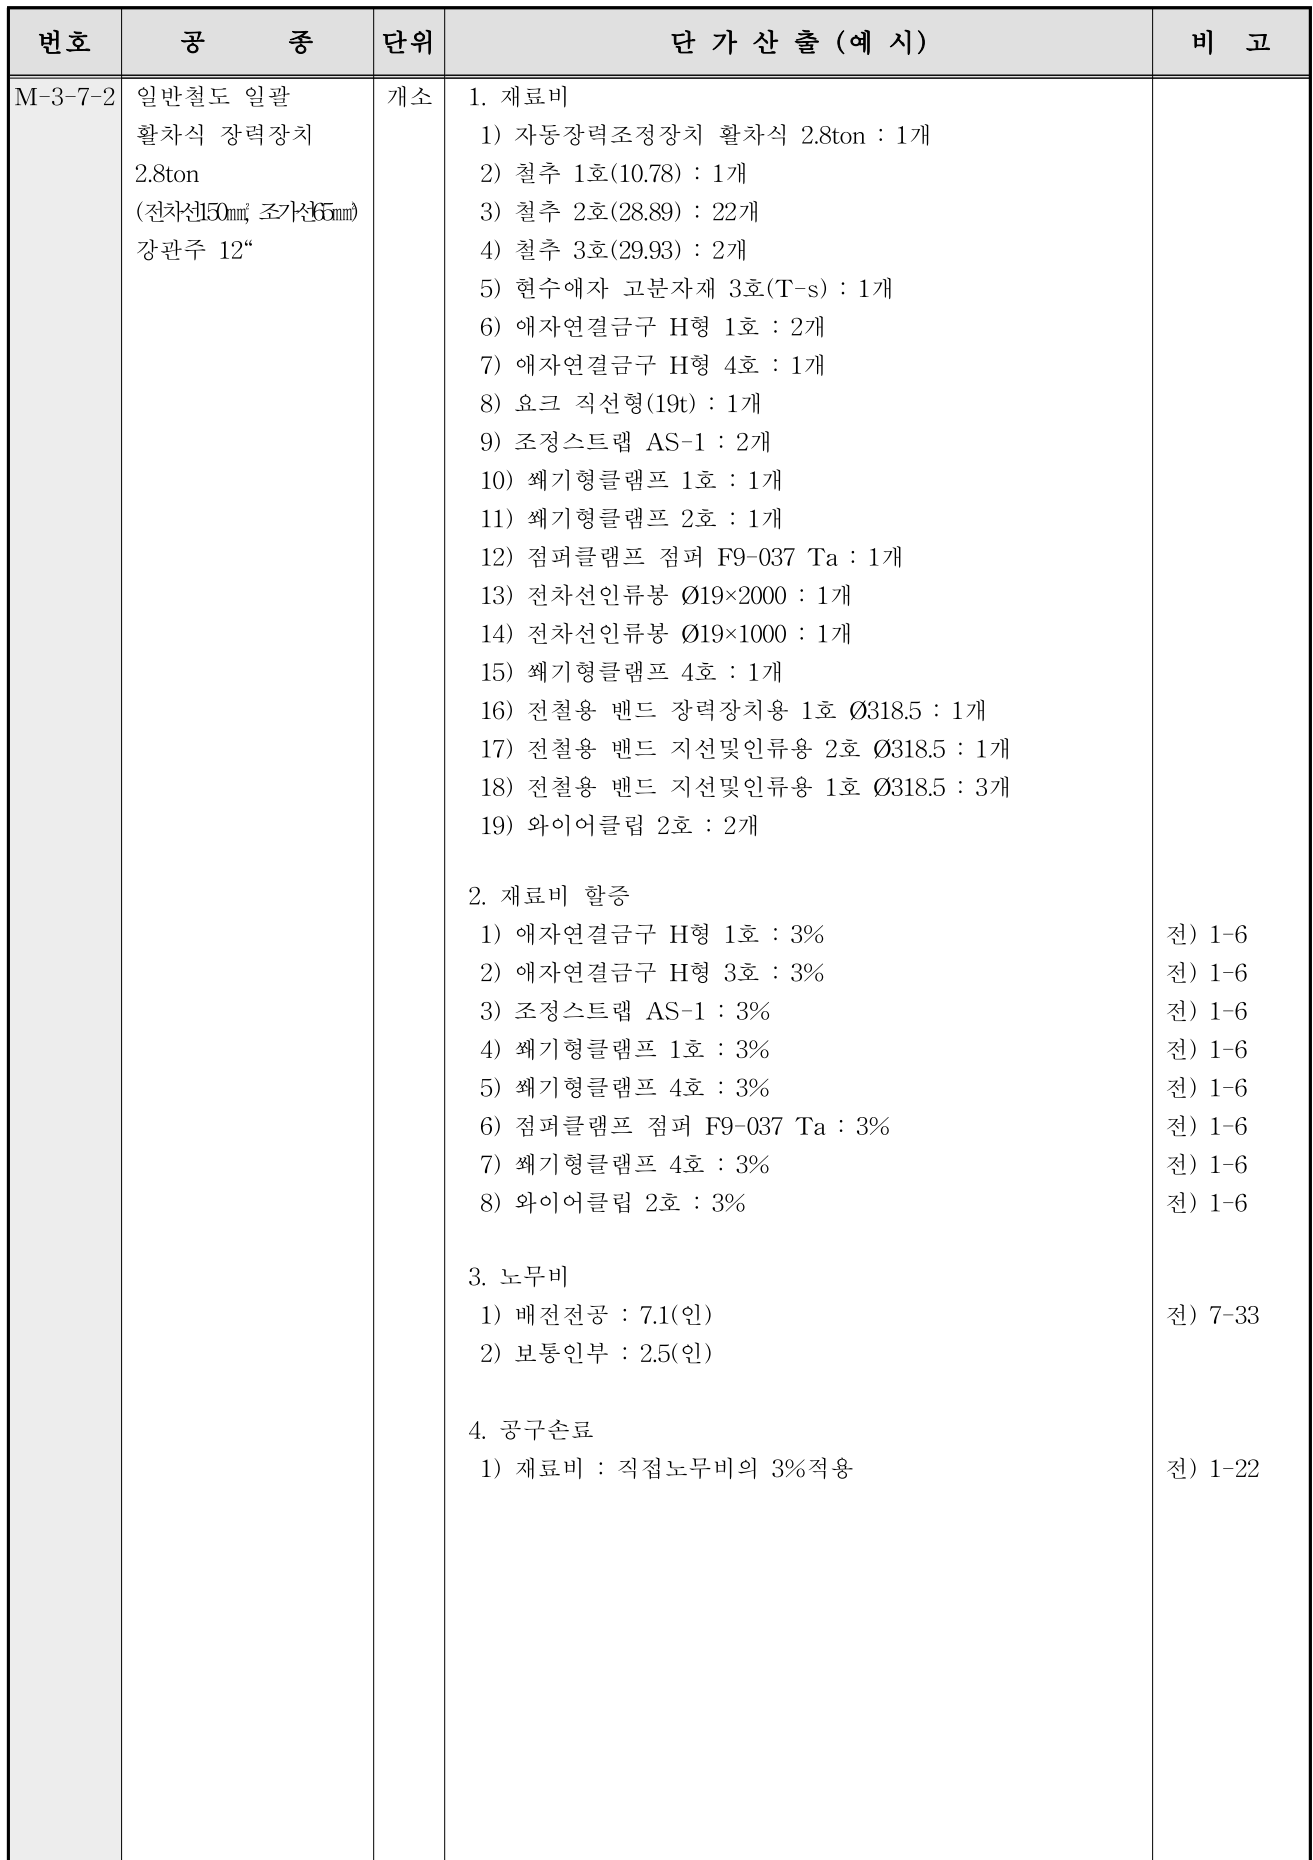 번호 공 종 단위 단 가 산 출 (예 시) 비 고
M-3-7-2 일반철도 일괄 개소 1. 재료비
활차식 장력장치 1) 자동장력조정장치 활차식 2.8ton : 1개
2.8ton 2) 철추 1호(10.78) : 1개
(전차선150㎟, 조가선65㎟) 3) 철추 2호(28.89) : 22개
강관주 12“ 4) 철추 3호(29.93) : 2개
5) 현수애자 고분자재 3호(T-s) : 1개
6) 애자연결금구 H형 1호 : 2개
7) 애자연결금구 H형 4호 : 1개
8) 요크 직선형(19t) : 1개
9) 조정스트랩 AS-1 : 2개
10) 쐐기형클램프 1호 : 1개
11) 쐐기형클램프 2호 : 1개
12) 점퍼클램프 점퍼 F9-037 Ta : 1개
13) 전차선인류봉 Ø19×2000 : 1개
14) 전차선인류봉 Ø19×1000 : 1개
15) 쐐기형클램프 4호 : 1개
16) 전철용 밴드 장력장치용 1호 Ø318.5 : 1개
17) 전철용 밴드 지선및인류용 2호 Ø318.5 : 1개
18) 전철용 밴드 지선및인류용 1호 Ø318.5 : 3개
19) 와이어클립 2호 : 2개
2. 재료비 할증
1) 애자연결금구 H형 1호 : 3% 전) 1-6
2) 애자연결금구 H형 3호 : 3% 전) 1-6
3) 조정스트랩 AS-1 : 3% 전) 1-6
4) 쐐기형클램프 1호 : 3% 전) 1-6
5) 쐐기형클램프 4호 : 3% 전) 1-6
6) 점퍼클램프 점퍼 F9-037 Ta : 3% 전) 1-6
7) 쐐기형클램프 4호 : 3% 전) 1-6
8) 와이어클립 2호 : 3% 전) 1-6
3. 노무비
1) 배전전공 : 7.1(인) 전) 7-33
2) 보통인부 : 2.5(인)
4. 공구손료
1) 재료비 : 직접노무비의 3%적용 전) 1-22